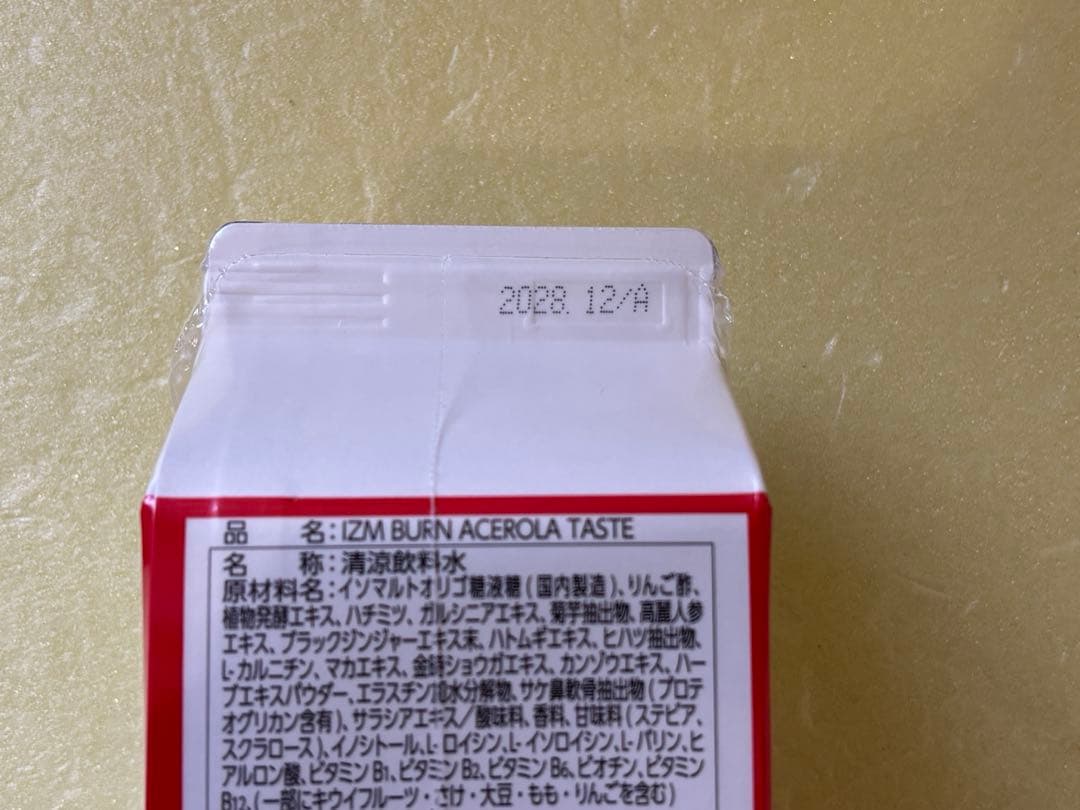 2028. 12/A
品 名：IZM BURN ACEROLA TASTE
名 称：清涼飲料水
原材料名：イソマルトオリゴ糖液糖（国内製造）、りんご酢、
植物発酵エキス、ハチミツ、ガルシニアエキス、菊芋抽出物、高麗人参
エキス、ブラックジンジャーエキス末、ハトムギエキス、ヒハツ抽出物、
L-カルニチン、マカエキス、金時ショウガエキス、カンゾウエキス、ハー
ブエキスパウダー、エラスチン加水分解物、サケ鼻軟骨抽出物（プロテ
オグリカン含有）、サラシアエキス／酸味料、香料、甘味料（ステビア、
スクラロース）、イノシトール、L-ロイシン、L-イソロイシン、L-バリン、ヒ
アルロン酸、ビタミンB1、ビタミンB2、ビタミンB6、ビオチン、ビタミン
B12、（一部にキウイフルーツ・さけ・大豆・もも・りんごを含む）